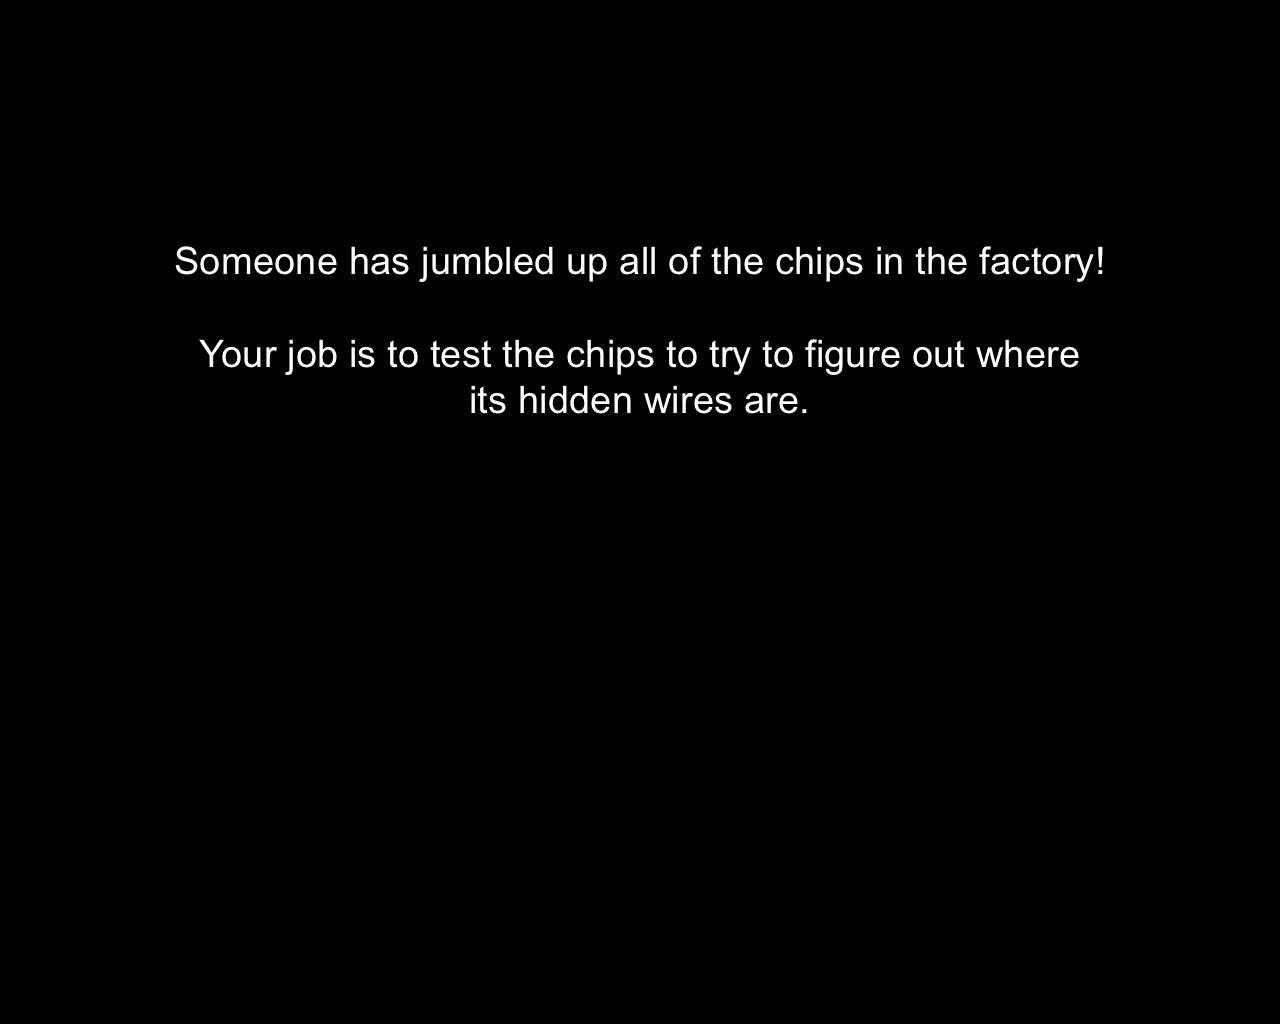 Someone has jumbled up all of the chips in the factory!
Your job is to test the chips to try to figure out where
its hidden wires are.